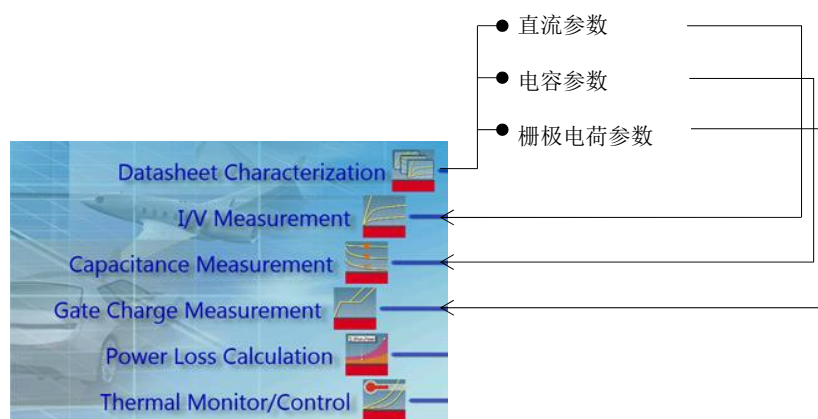 直流参数
电容参数
栅极电荷参数
Datasheet Characterization
I/V Measurement
Capacitance Measurement
Gate Charge Measurement
Power Loss Calculation
Thermal Monitor/Control